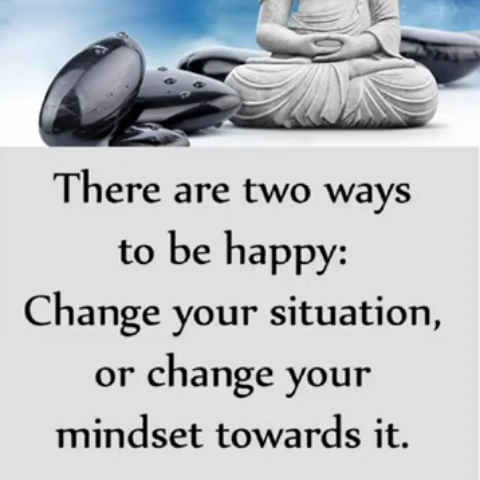 There are two ways
to be happy:
Change your situation,
or change your
mindset towards it.